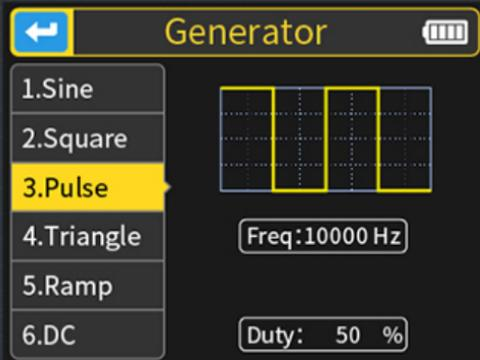 Generator
1.Sine
2.Square
3.Pulse
4.Triangle
5.Ramp
6.DC
Freq:10000 Hz
Duty: 50 %